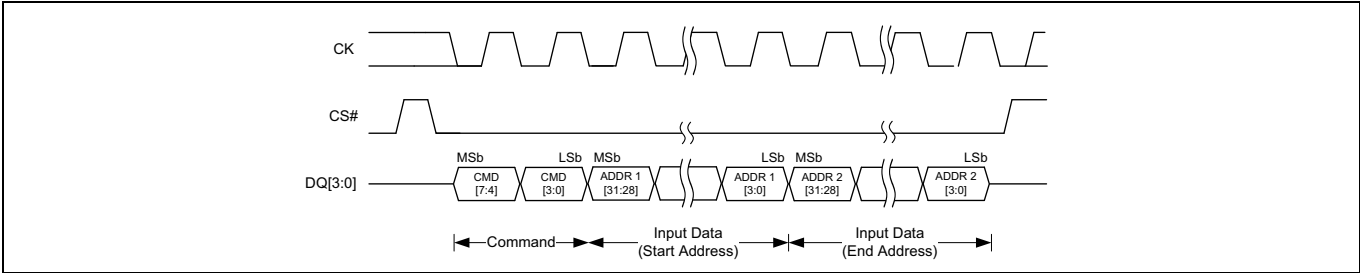 CK
CS#
MSb LSb MSb LSb MSb LSb
DQ[3:0]
CMD [7:4]
CMD [3:0]
ADDR 1 [31:28]
ADDR 1 [3:0]
ADDR 2 [31:28]
ADDR 2 [3:0]
Command
Input Data
(Start Address)
Input Data
(End Address)